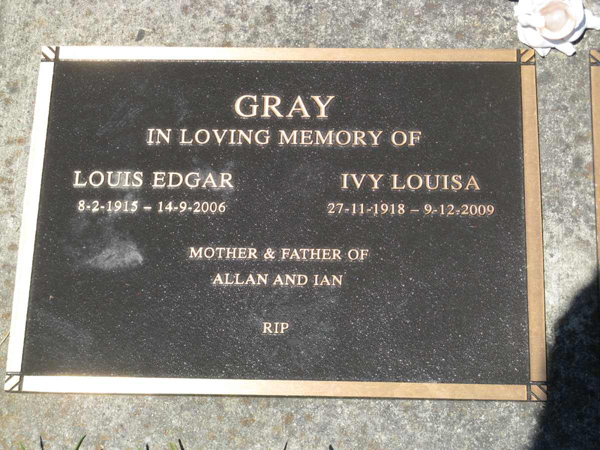 GRAY
IN LOVING MEMORY OF
LOUIS EDGAR IVY LOUISA
8-2-1915 – 14-9-2006 27-11-1918 – 9-12-2009
MOTHER & FATHER OF
ALLAN AND IAN
RIP